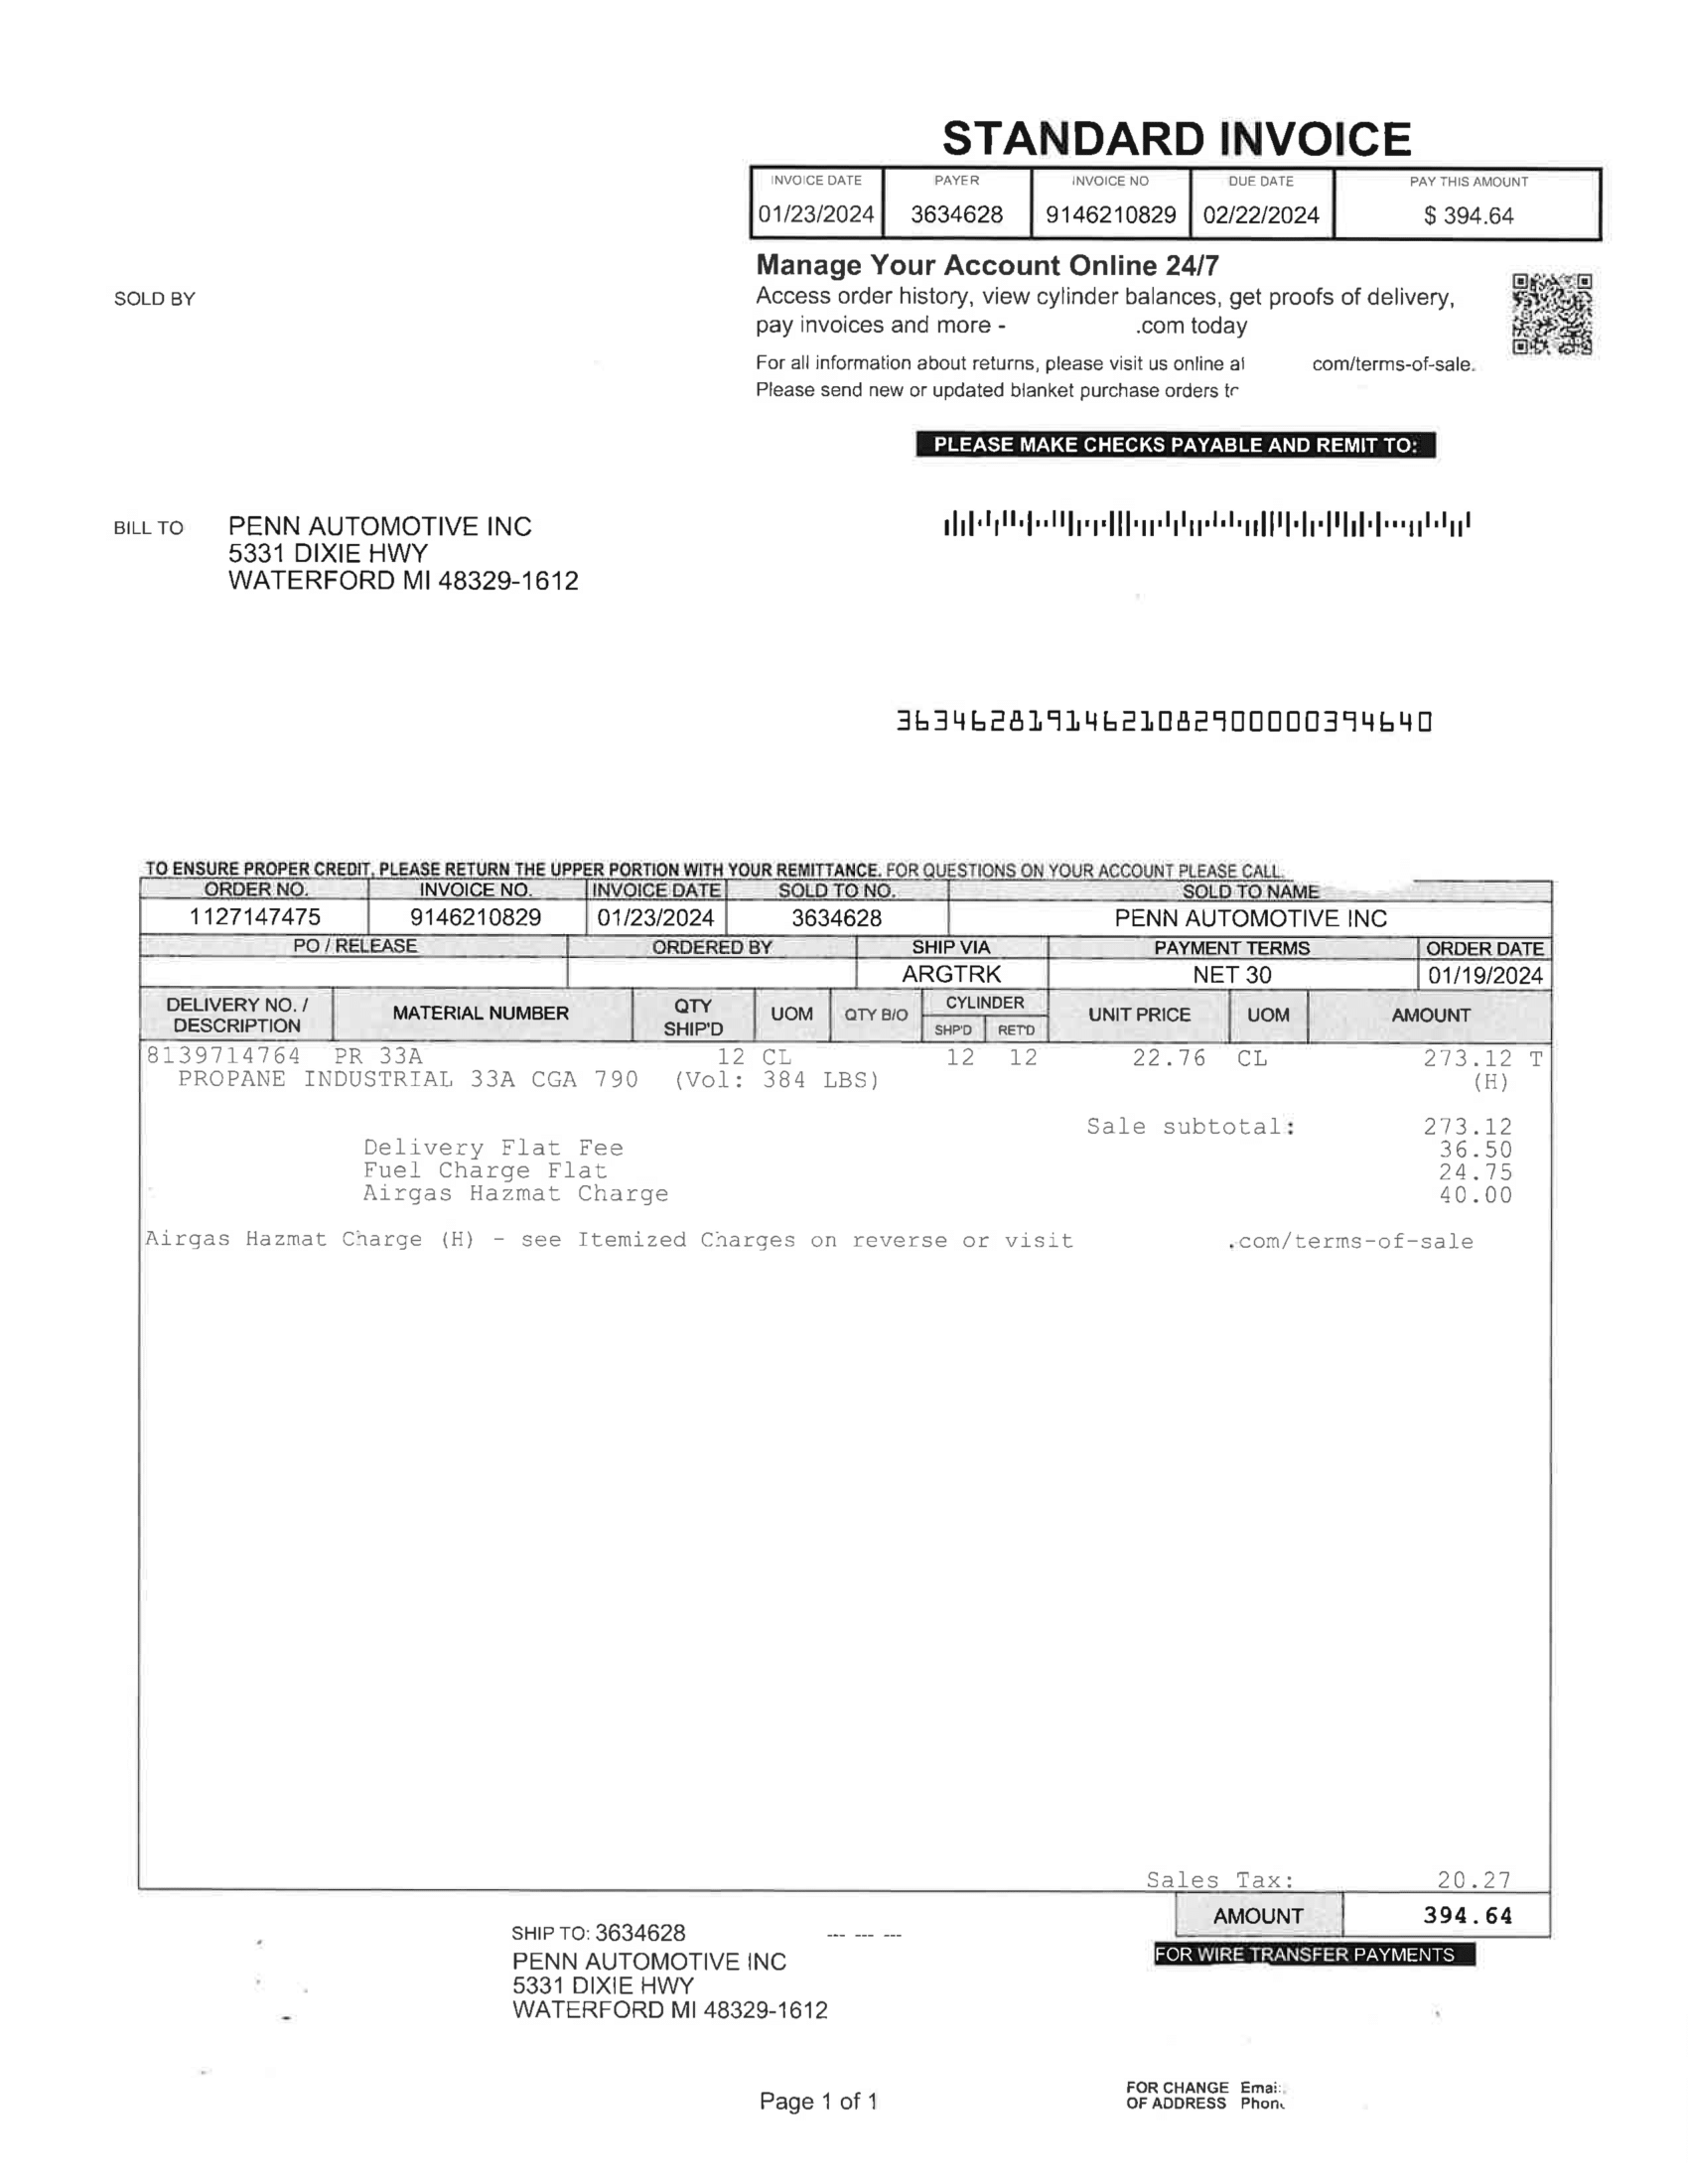 STANDARD INVOICE
INVOICE DATE PAYER INVOICE NO DUE DATE PAY THIS AMOUNT
01/23/2024 3634628 9146210829 02/22/2024 $ 394.64
Manage Your Account Online 24/7
Access order history, view cylinder balances, get proofs of delivery,
pay invoices and more - .com today
SOLD BY
For all information about returns, please visit us online at com/terms-of-sale.
Please send new or updated blanket purchase orders
PLEASE MAKE CHECKS PAYABLE AND REMIT TO:
BILL TO PENN AUTOMOTIVE INC
5331 DIXIE HWY
WATERFORD MI 48329-1612
36346281914621082900000394640
TO ENSURE PROPER CREDIT, PLEASE RETURN THE UPPER PORTION WITH YOUR REMITTANCE. FOR QUESTIONS ON YOUR ACCOUNT PLEASE CALL
ORDER NO. INVOICE NO. INVOICE DATE SOLD TO NO. SOLD TO NAME
1127147475 9146210829 01/23/2024 3634628 PENN AUTOMOTIVE INC
PO / RELEASE ORDERED BY SHIP VIA PAYMENT TERMS ORDER DATE
ARGTRK NET 30 01/19/2024
DELIVERY NO. / DESCRIPTION MATERIAL NUMBER QTY SHIP'D UOM QTY B/O CYLINDER SHP'D RET'D UNIT PRICE UOM AMOUNT
8139714764 PR 33A 12 CL 12 12 22.76 CL 273.12 T
PROPANE INDUSTRIAL 33A CGA 790 (Vol: 384 LBS) (H)
Sale subtotal: 273.12
Delivery Flat Fee 36.50
Fuel Charge Flat 24.75
Airgas Hazmat Charge 40.00
Airgas Hazmat Charge (H) - see Itemized Charges on reverse or visit .com/terms-of-sale
Sales Tax: 20.27
AMOUNT 394.64
SHIP TO: 3634628 --- --- ---
FOR WIRE TRANSFER PAYMENTS
PENN AUTOMOTIVE INC
5331 DIXIE HWY
WATERFORD MI 48329-1612
Page 1 of 1
FOR CHANGE
OF ADDRESS